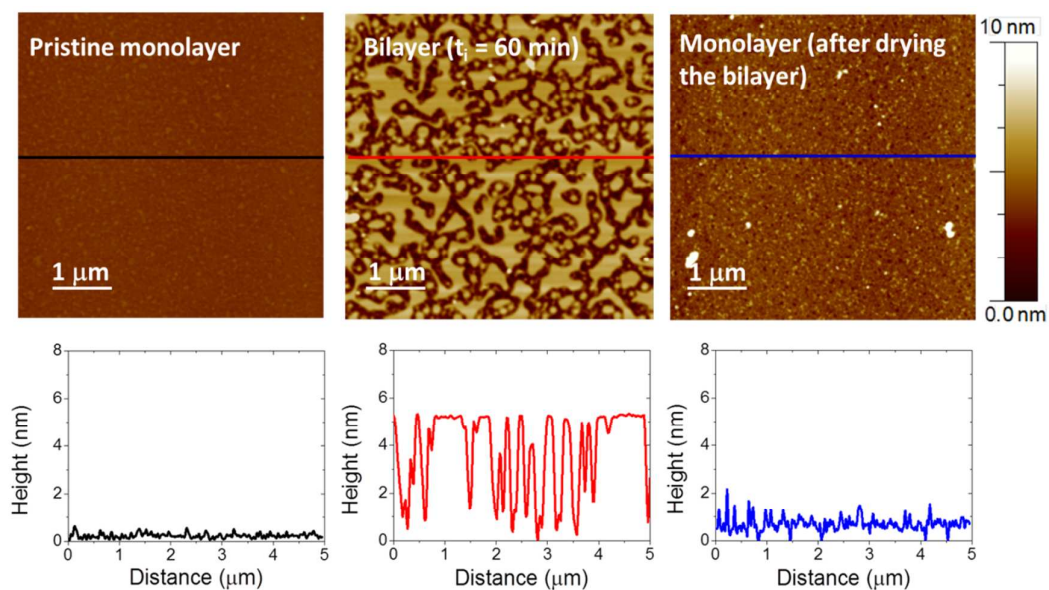 Pristine monolayer
1 μm
Bilayer (tᵢ = 60 min)
1 μm
Monolayer (after drying
the bilayer)
1 μm
10 nm
0.0 nm
Height (nm)
8
6
4
2
0
0 1 2 3 4 5
Distance (μm)
Height (nm)
8
6
4
2
0
0 1 2 3 4 5
Distance (μm)
Height (nm)
8
6
4
2
0
0 1 2 3 4 5
Distance (μm)